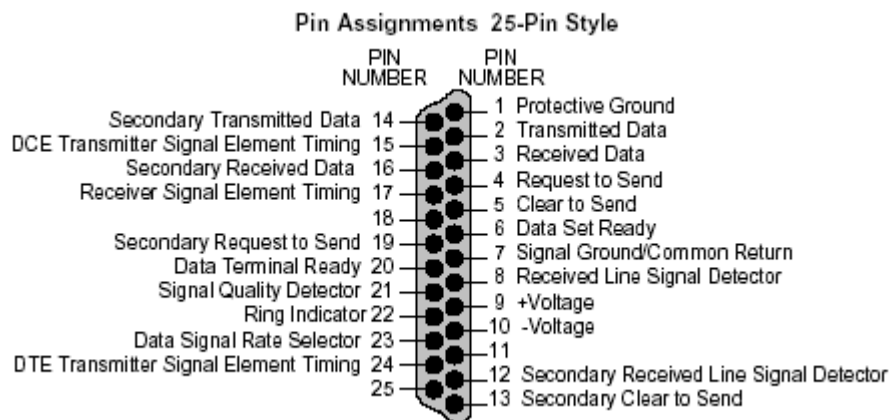 Pin Assignments 25-Pin Style
PIN NUMBER
PIN NUMBER
Secondary Transmitted Data 14
DCE Transmitter Signal Element Timing 15
Secondary Received Data 16
Receiver Signal Element Timing 17
18
Secondary Request to Send 19
Data Terminal Ready 20
Signal Quality Detector 21
Ring Indicator 22
Data Signal Rate Selector 23
DTE Transmitter Signal Element Timing 24
25
1 Protective Ground
2 Transmitted Data
3 Received Data
4 Request to Send
5 Clear to Send
6 Data Set Ready
7 Signal Ground/Common Return
8 Received Line Signal Detector
9 +Voltage
10 -Voltage
11
12 Secondary Received Line Signal Detector
13 Secondary Clear to Send